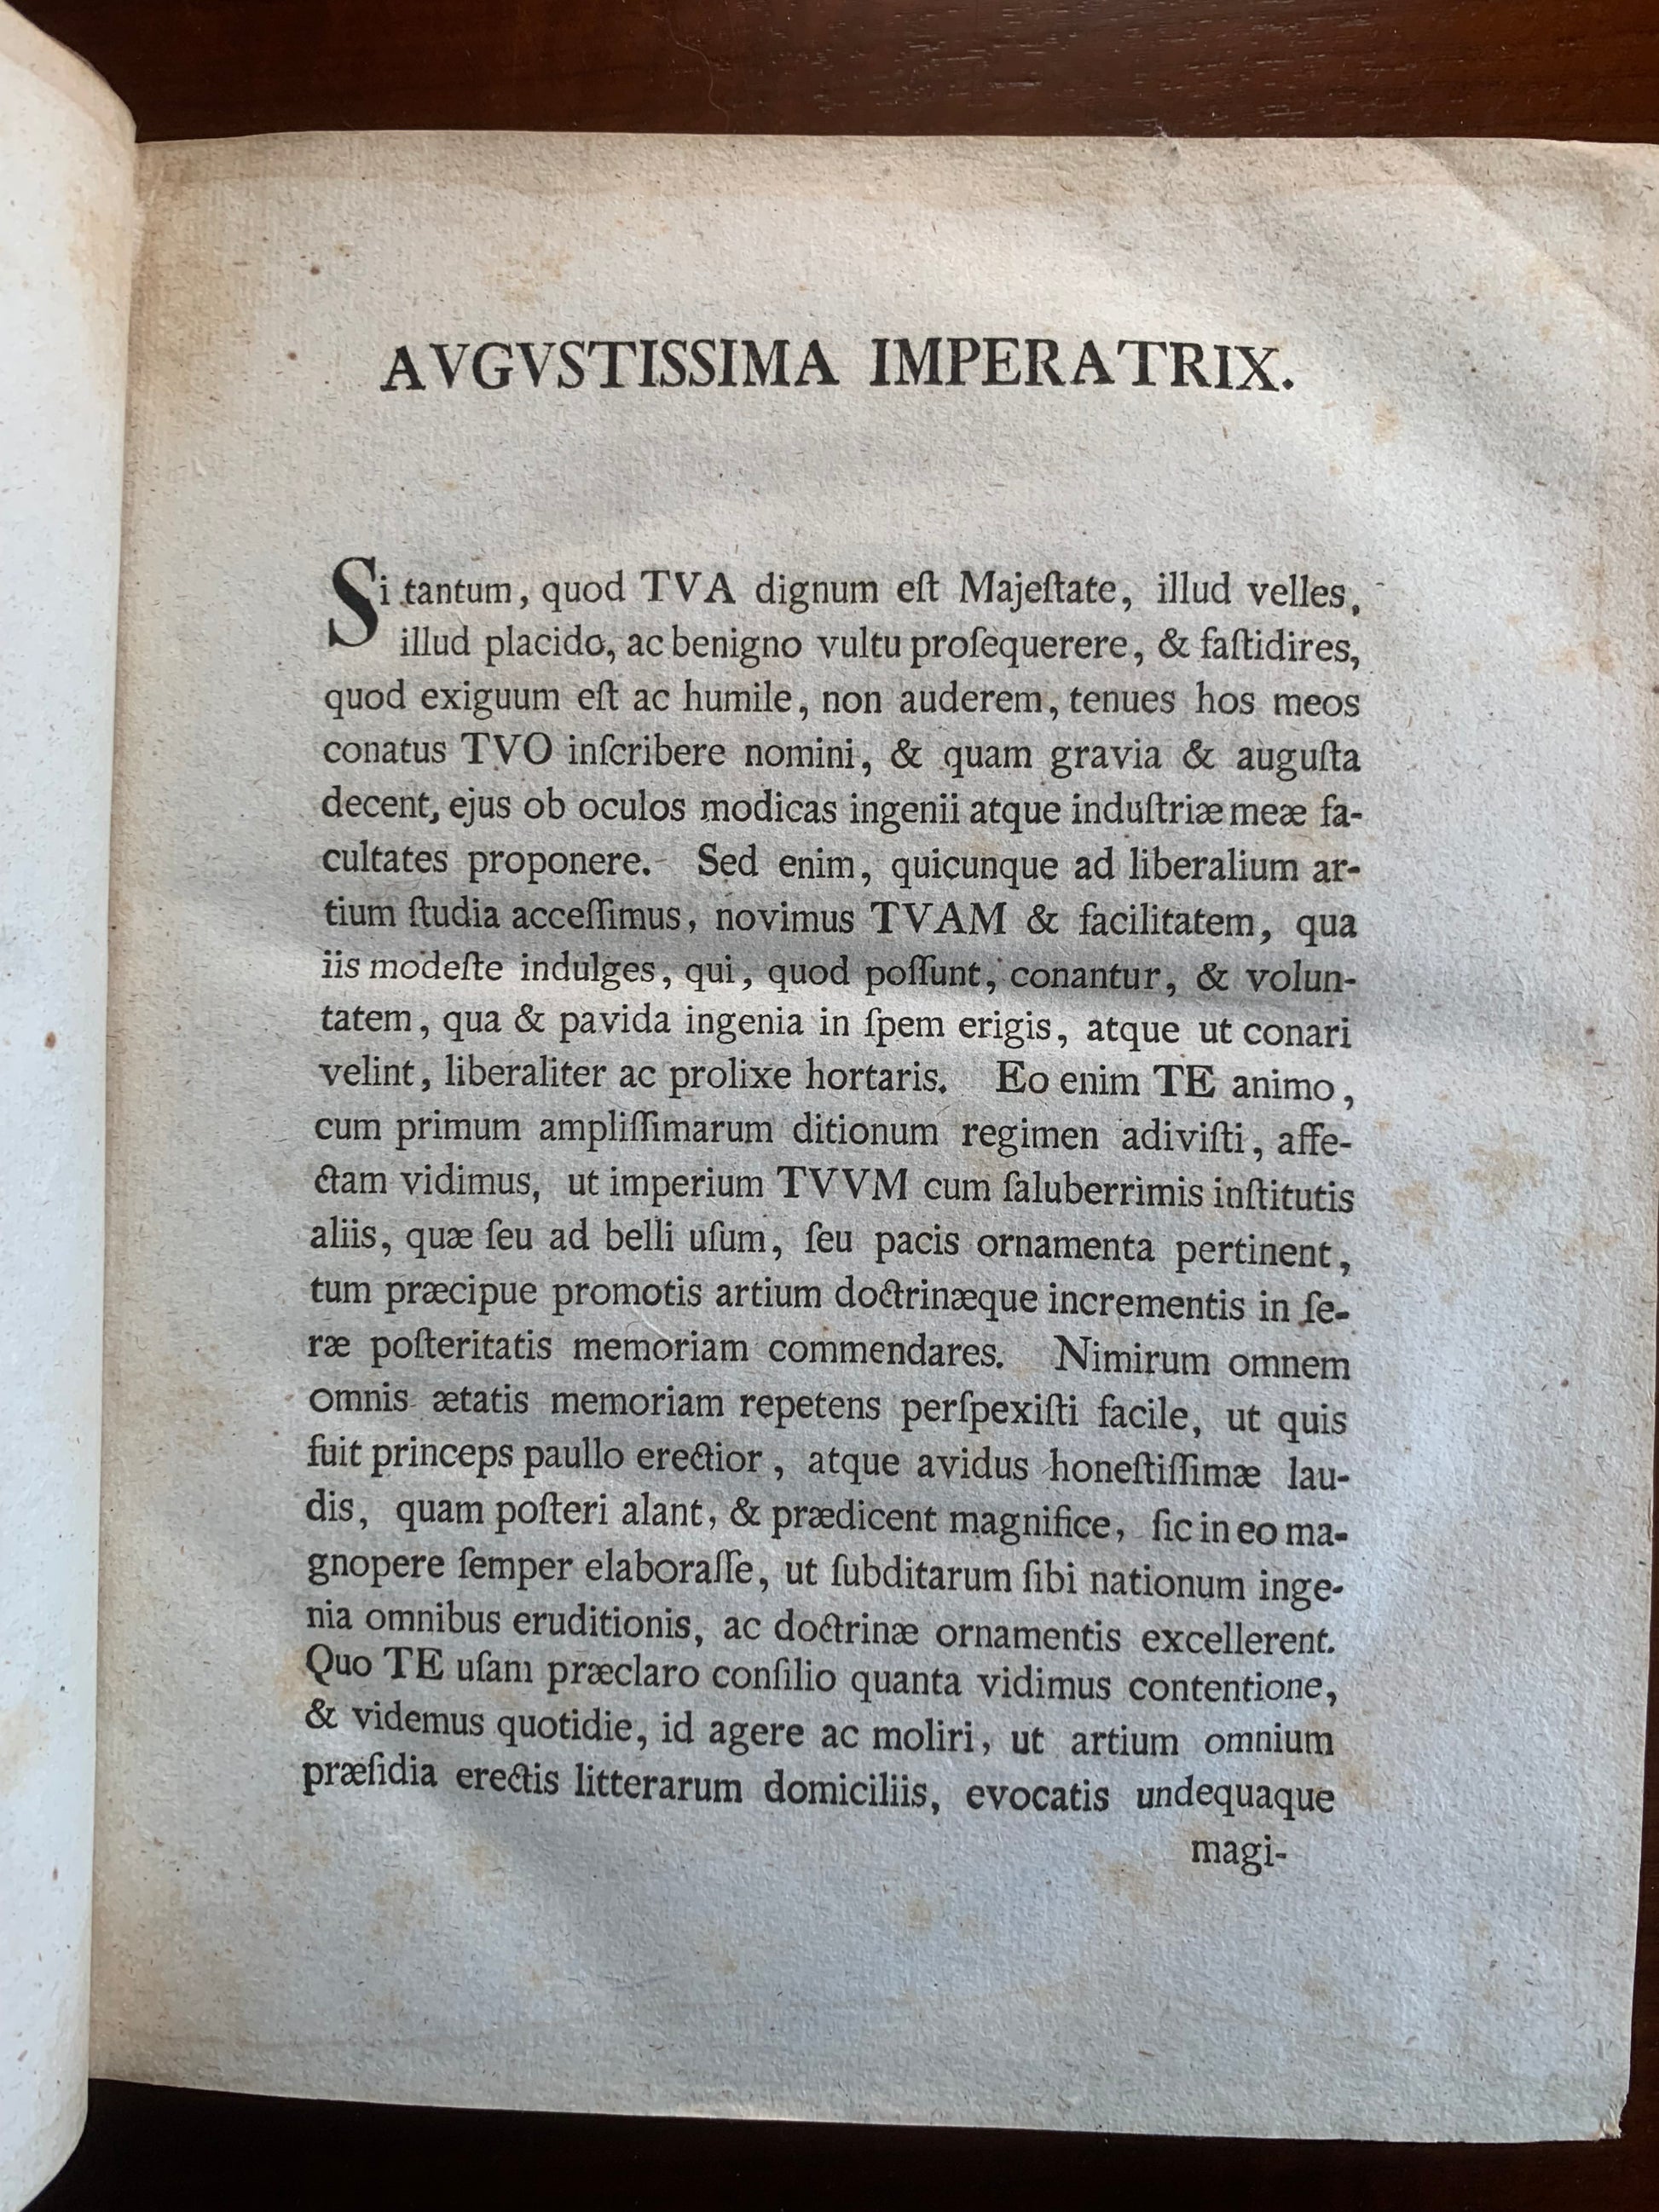 AVGVSTISSIMA IMPERATRIX.
Si tantum, quod TVA dignum eſt Majeſtate, illud velles,
illud placido, ac benigno vultu proſequerere, & faſtidires,
quod exiguum eſt ac humile, non auderem, tenues hos meos
conatus TVO inſcribere nomini, & quam gravia & auguſta
decent, ejus ob oculos modicas ingenii atque induſtriæ meæ fa-
cultates proponere. Sed enim, quicunque ad liberalium ar-
tium ſtudia acceſſimus, novimus TVAM & facilitatem, qua
iis modeſte indulges, qui, quod poſſunt, conantur, & volun-
tatem, qua & pavida ingenia in ſpem erigis, atque ut conari
velint, liberaliter ac prolixe hortaris. Eo enim TE animo,
cum primum ampliſſimarum ditionum regimen adiviſti, affe-
ctam vidimus, ut imperium TVVM cum ſaluberrimis inſtitutis
aliis, quæ ſeu ad belli uſum, ſeu pacis ornamenta pertinent,
tum præcipue promotis artium doctrinæque incrementis in ſe-
ræ poſteritatis memoriam commendares. Nimirum omnem
omnis ætatis memoriam repetens perſpexiſti facile, ut quis
fuit princeps paullo erectior, atque avidus honeſtiſſimæ lau-
dis, quam poſteri alant, & prædicent magnifice, ſic in eo ma-
gnopere ſemper elaboraſſe, ut ſubditarum ſibi nationum inge-
nia omnibus eruditionis, ac doctrinæ ornamentis excellerent.
Quo TE uſam præclaro conſilio quanta vidimus contentione,
& videmus quotidie, id agere ac moliri, ut artium omnium
præſidia erectis litterarum domiciliis, evocatis undequaque
magi-